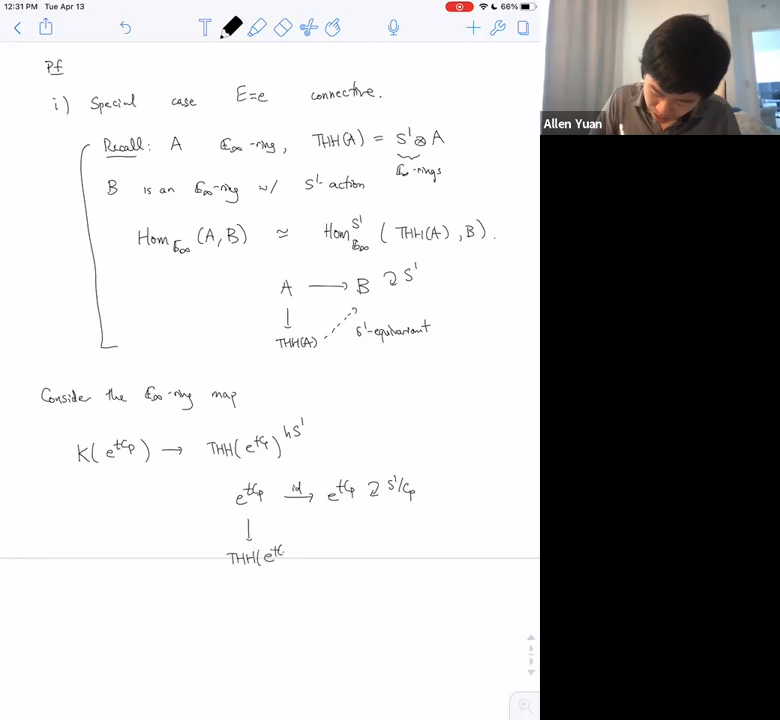 12:31 PM Tue Apr 13
66%
Pf
i) Special case E=e connective.
Recall: A E∞-ring, THH(A) = S¹⊗A
E∞-rings
B is an E∞-ring w/ S¹-action
Hom_{E∞}(A,B) ≃ Hom^{S¹}_{E∞}(THH(A),B).
A → B ↻ S¹
↓
THH(A) S¹-equivariant
Consider the E∞-ring map
K(e^{tCp}) → THH(e^{tCp})^{hS¹}
e^{tCp} id→ e^{tCp} ↻ S¹/Cp
↓
THH(e^{tC
Allen Yuan